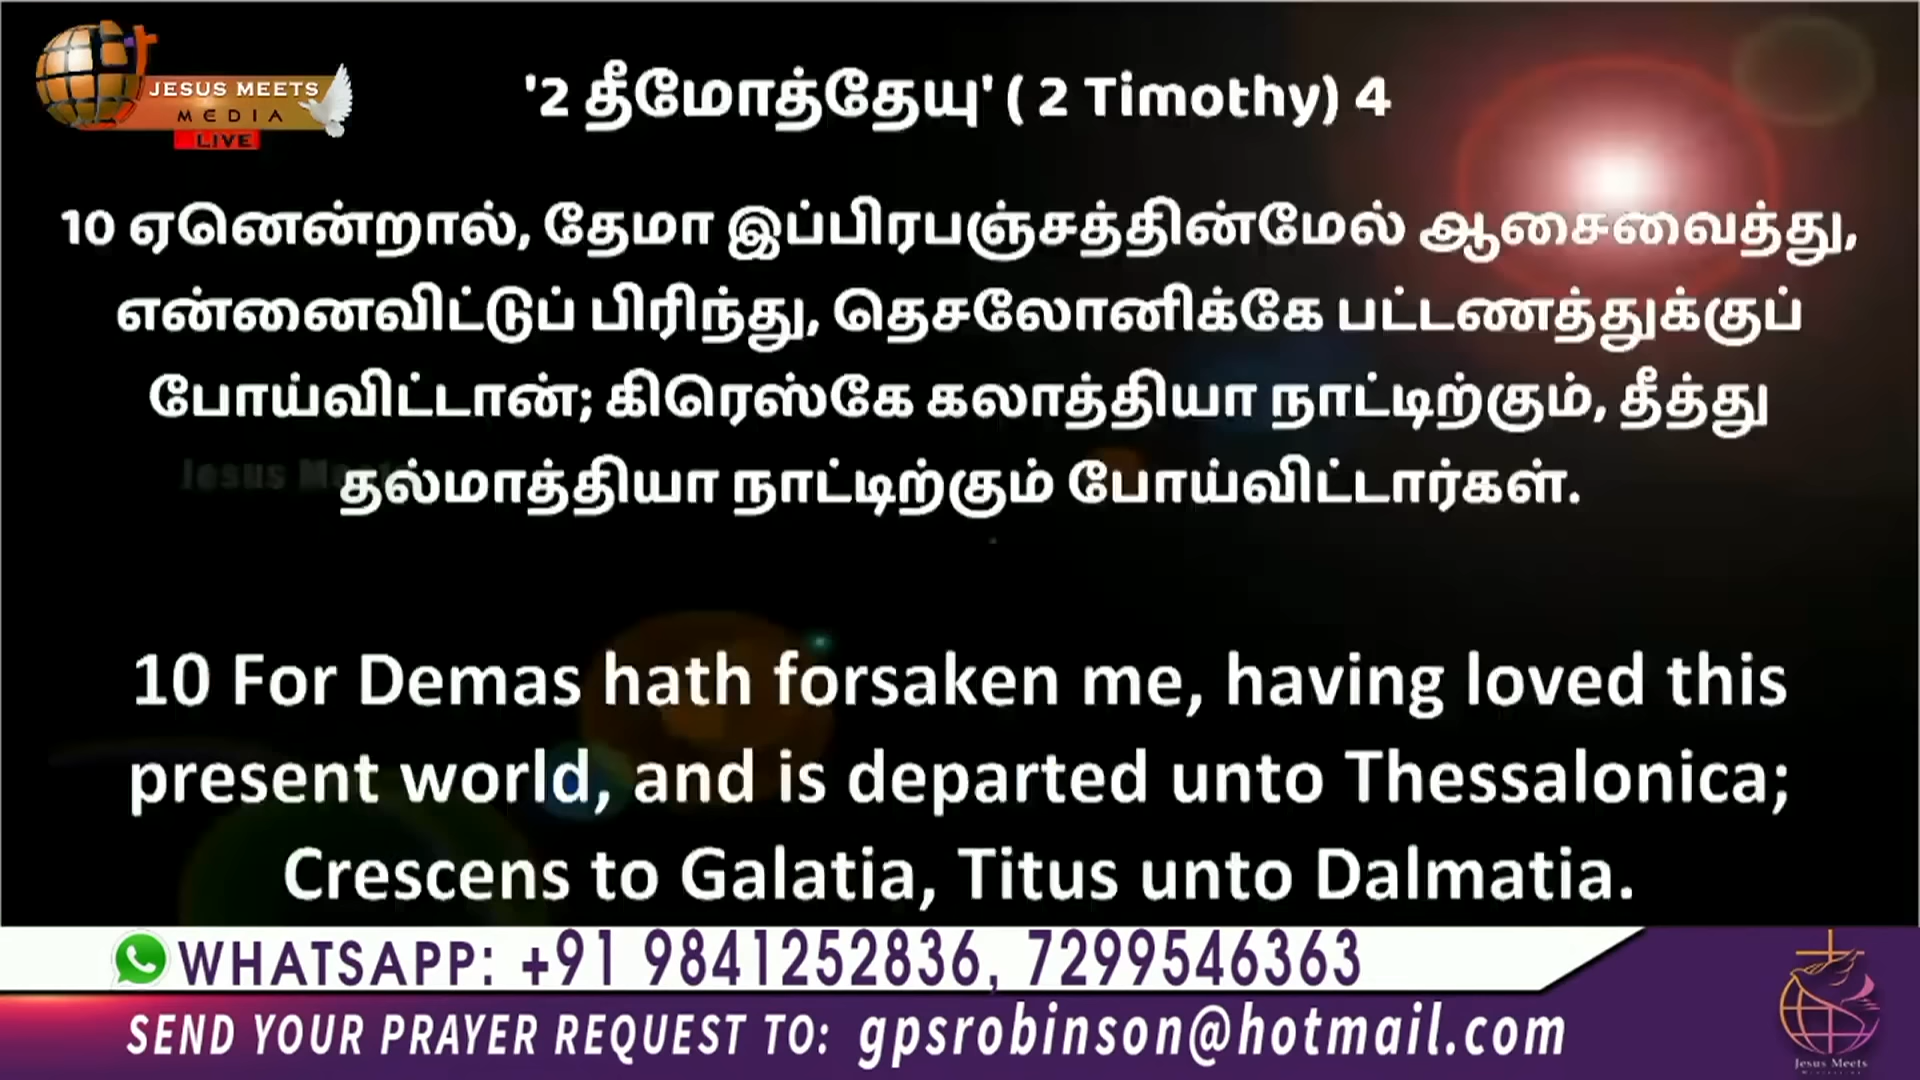 JESUS MEETS
MEDIA
LIVE
'2 தீமோத்தேயு' ( 2 Timothy) 4
10 ஏனென்றால், தேமா இப்பிரபஞ்சத்தின்மேல் ஆசைவைத்து,
என்னைவிட்டுப் பிரிந்து, தெசலோனிக்கே பட்டணத்துக்குப்
போய்விட்டான்; கிரெஸ்கே கலாத்தியா நாட்டிற்கும், தீத்து
தல்மாத்தியா நாட்டிற்கும் போய்விட்டார்கள்.
10 For Demas hath forsaken me, having loved this
present world, and is departed unto Thessalonica;
Crescens to Galatia, Titus unto Dalmatia.
WHATSAPP: +91 9841252836, 7299546363
SEND YOUR PRAYER REQUEST TO: gpsrobinson@hotmail.com
Jesus Meets